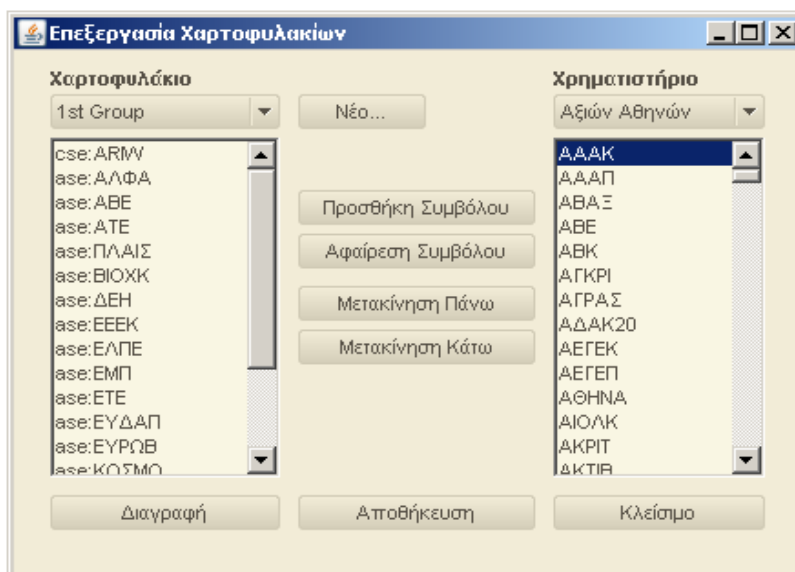 Επεξεργασία Χαρτοφυλακίων
Χαρτοφυλάκιο
1st Group
Νέο...
Χρηματιστήριο
Αξιών Αθηνών
cse:ARMV
ase:ΑΛΦΑ
ase:ΑΒΕ
ase:ΑΤΕ
ase:ΠΛΑΙΣ
ase:ΒΙΟΧΚ
ase:ΔΕΗ
ase:ΕΕΕΚ
ase:ΕΛΠΕ
ase:ΕΜΠ
ase:ΕΤΕ
ase:ΕΥΔΑΠ
ase:ΕΥΡΩΒ
ase:ΚΟΣΜΟ
Προσθήκη Συμβόλου
Αφαίρεση Συμβόλου
Μετακίνηση Πάνω
Μετακίνηση Κάτω
ΑΑΑΚ
ΑΑΑΠ
ΑΒΑΞ
ΑΒΕ
ΑΒΚ
ΑΓΚΡΙ
ΑΓΡΑΣ
ΑΔΑΚ20
ΑΕΓΕΚ
ΑΕΓΕΠ
ΑΘΗΝΑ
ΑΙΟΛΚ
ΑΚΡΙΤ
ΑΚΤΙΒ
Διαγραφή
Αποθήκευση
Κλείσιμο